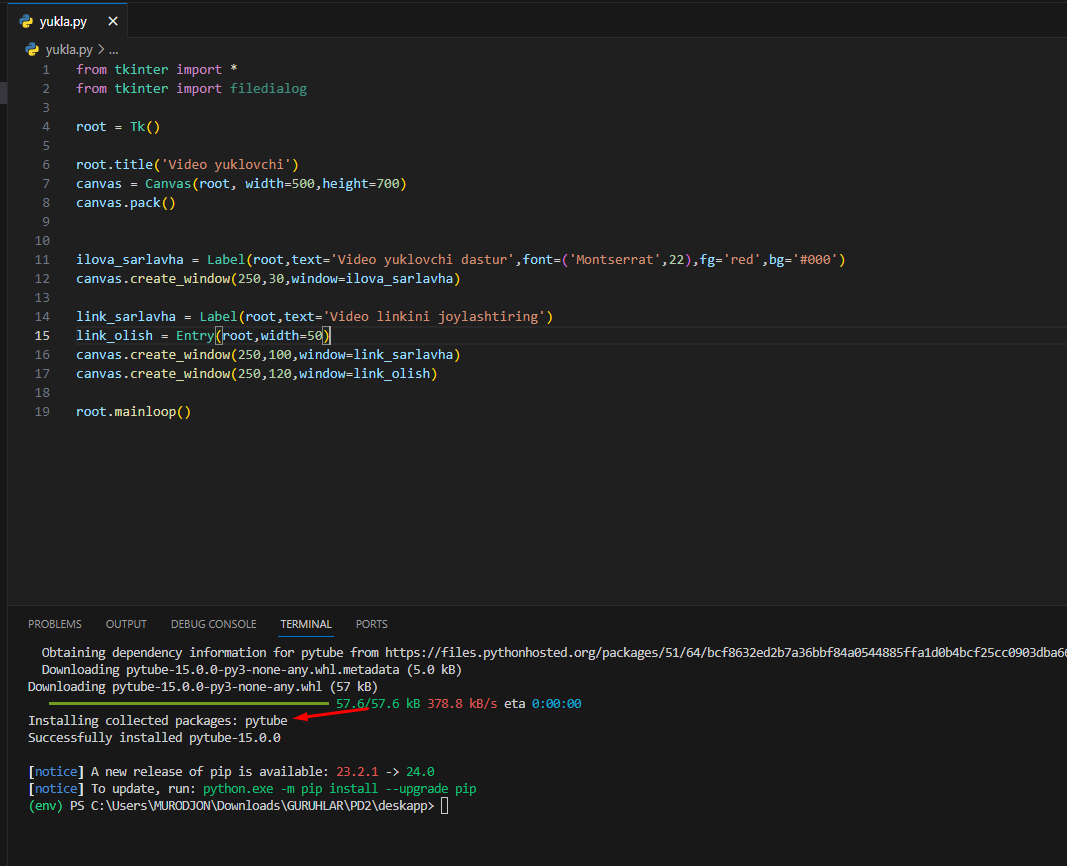 yukla.py
yukla.py > ...
1 from tkinter import *
2 from tkinter import filedialog
3
4 root = Tk()
5
6 root.title('Video yuklovchi')
7 canvas = Canvas(root, width=500,height=700)
8 canvas.pack()
9
10
11 ilova_sarlavha = Label(root,text='Video yuklovchi dastur',font=('Montserrat',22),fg='red',bg='#000')
12 canvas.create_window(250,30,window=ilova_sarlavha)
13
14 link_sarlavha = Label(root,text='Video linkini joylashtiring')
15 link_olish = Entry(root,width=50)
16 canvas.create_window(250,100,window=link_sarlavha)
17 canvas.create_window(250,120,window=link_olish)
18
19 root.mainloop()
PROBLEMS OUTPUT DEBUG CONSOLE TERMINAL PORTS
Obtaining dependency information for pytube from https://files.pythonhosted.org/packages/51/64/bcf8632ed2b7a36bbf84a0544885ffa1d0b4bcf25cc0903dba6
Downloading pytube-15.0.0-py3-none-any.whl.metadata (5.0 kB)
Downloading pytube-15.0.0-py3-none-any.whl (57 kB)
57.6/57.6 kB 378.8 kB/s eta 0:00:00
Installing collected packages: pytube
Successfully installed pytube-15.0.0
[notice] A new release of pip is available: 23.2.1 -> 24.0
[notice] To update, run: python.exe -m pip install --upgrade pip
(env) PS C:\Users\MURODJON\Downloads\GURUHLAR\PD2\deskapp>